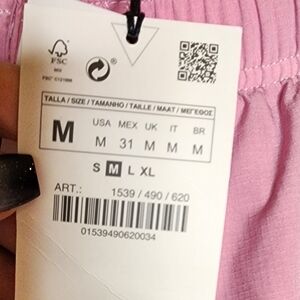 FSC
MIX
TALLA / SIZE / TAMANHO / TAILLE / MAAT / ΜΕΓΕΘΟΣ
M
USA MEX UK IT BR
M 31 M M M
S M L XL
ART.: 1539 / 490 / 620
01539490620034